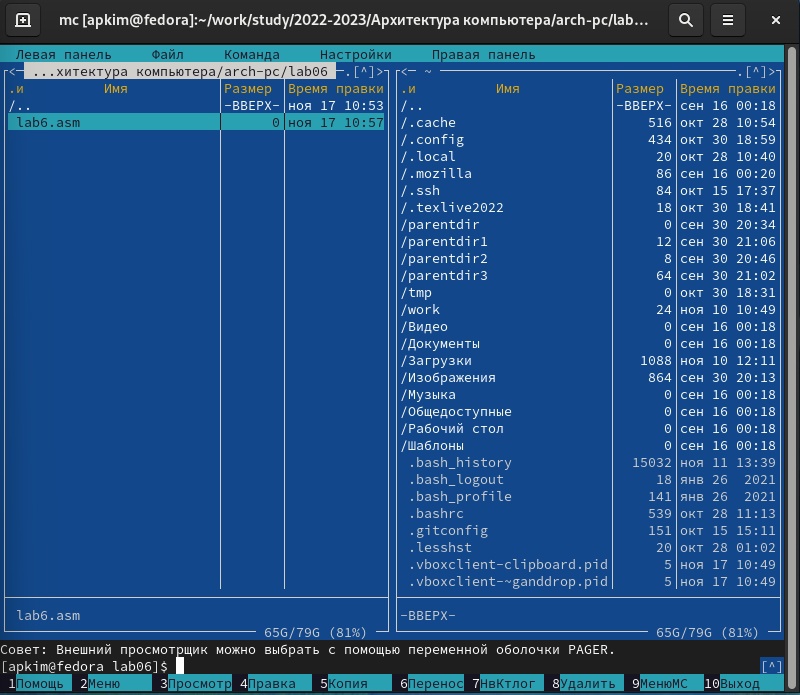 mc [apkim@fedora]:~/work/study/2022-2023/Архитектура компьютера/arch-pc/lab...
Левая панель Файл Команда Настройки Правая панель
<— ...хитектура компьютера/arch-pc/lab06 —.[^]>
.и Имя Размер Время правки
/.. -ВВЕРХ- ноя 17 10:53
lab6.asm 0 ноя 17 10:57
lab6.asm
65G/79G (81%)
<— ~ —.[^]>
.и Имя Размер Время правки
/.. -ВВЕРХ- сен 16 00:18
/.cache 516 окт 28 10:54
/.config 434 окт 30 18:59
/.local 20 окт 28 10:40
/.mozilla 86 сен 16 00:20
/.ssh 84 окт 15 17:37
/.texlive2022 18 окт 30 18:41
/parentdir 0 сен 30 20:34
/parentdir1 12 сен 30 21:06
/parentdir2 8 сен 30 20:46
/parentdir3 64 сен 30 21:02
/tmp 0 окт 30 18:31
/work 24 ноя 10 10:49
/Видео 0 сен 16 00:18
/Документы 0 сен 16 00:18
/Загрузки 1088 ноя 10 12:11
/Изображения 864 сен 30 20:13
/Музыка 0 сен 16 00:18
/Общедоступные 0 сен 16 00:18
/Рабочий стол 0 сен 16 00:18
/Шаблоны 0 сен 16 00:18
.bash_history 15032 ноя 11 13:39
.bash_logout 18 янв 26 2021
.bash_profile 141 янв 26 2021
.bashrc 539 окт 28 11:13
.gitconfig 151 окт 15 15:11
.lesshst 20 окт 28 01:02
.vboxclient-clipboard.pid 5 ноя 17 10:49
.vboxclient-~ganddrop.pid 5 ноя 17 10:49
-ВВЕРХ-
65G/79G (81%)
Совет: Внешний просмотрщик можно выбрать с помощью переменной оболочки PAGER.
[apkim@fedora lab06]$ [^]
1Помощь 2Меню 3Просмотр 4Правка 5Копия 6Перенос 7НвКтлог 8Удалить 9МенюMC 10Выход